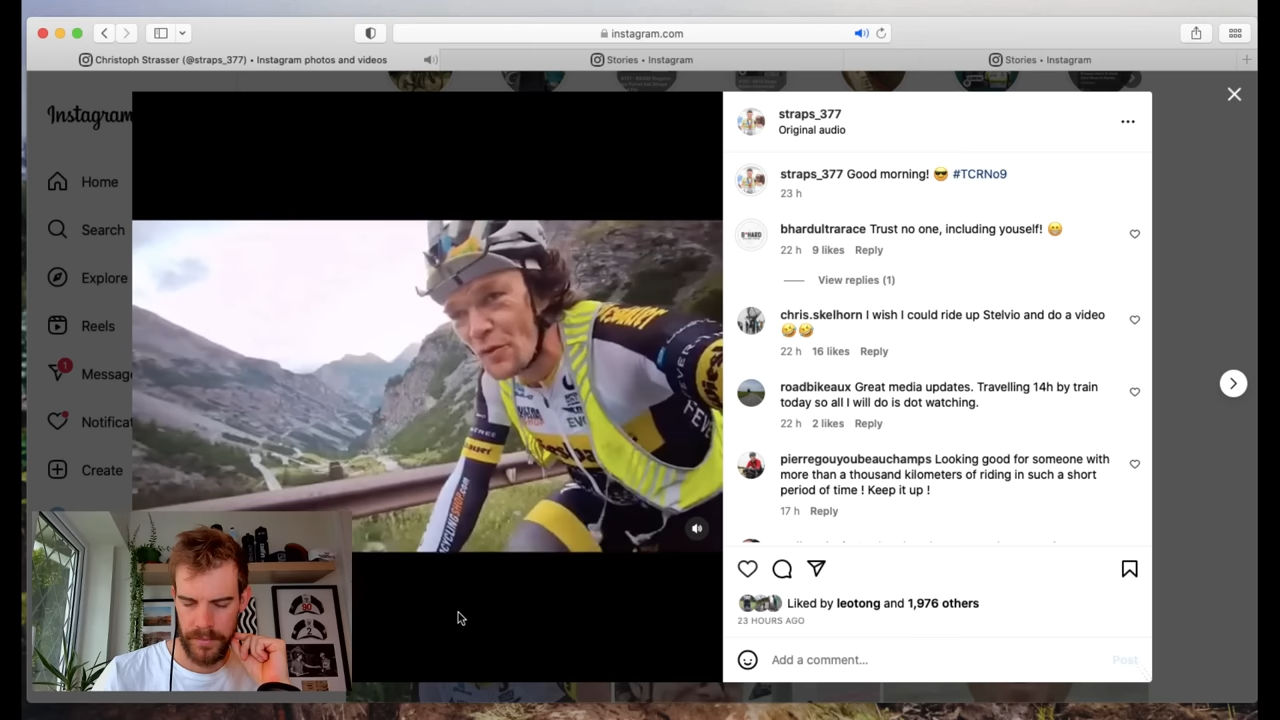 instagram.com
Christoph Strasser (@straps_377) • Instagram photos and videos
Stories • Instagram
Stories • Instagram
Instagram
Home
Search
Explore
Reels
1
Messag
Notifica
Create
straps_377
Original audio
•••
straps_377 Good morning! 😎 #TCRNo9
23 h
bhardultrarace Trust no one, including youself! 😁
22 h 9 likes Reply
View replies (1)
chris.skelhorn I wish I could ride up Stelvio and do a video
🤣🤣
22 h 16 likes Reply
roadbikeaux Great media updates. Travelling 14h by train
today so all I will do is dot watching.
22 h 2 likes Reply
pierregouyoubeauchamps Looking good for someone with
more than a thousand kilometers of riding in such a short
period of time ! Keep it up !
17 h Reply
Liked by leotong and 1,976 others
23 HOURS AGO
Add a comment...
Post